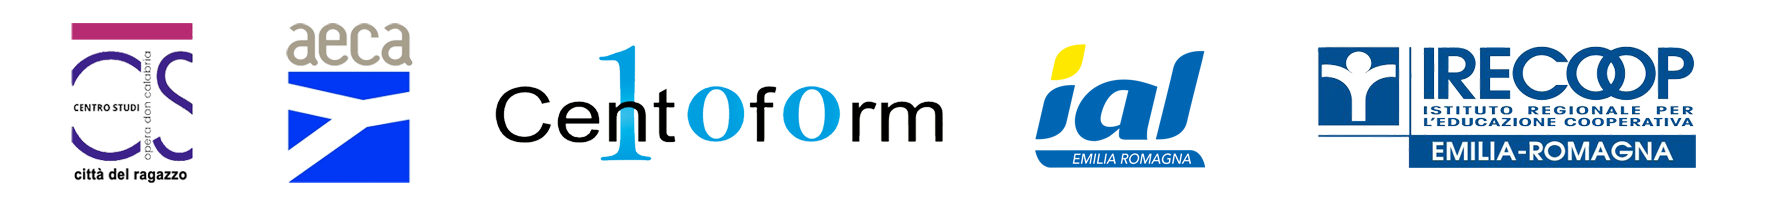 CS
CENTRO STUDI
opera don calabria
città del ragazzo
aeca
Cent1oform
ial
EMILIA ROMAGNA
IRECOOP
ISTITUTO REGIONALE PER
L'EDUCAZIONE COOPERATIVA
EMILIA-ROMAGNA